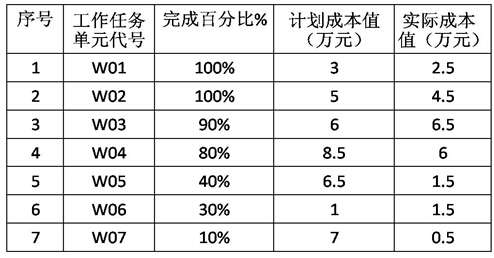 序号 工作任务单元代号 完成百分比% 计划成本值（万元） 实际成本值（万元）
1 W01 100% 3 2.5
2 W02 100% 5 4.5
3 W03 90% 6 6.5
4 W04 80% 8.5 6
5 W05 40% 6.5 1.5
6 W06 30% 1 1.5
7 W07 10% 7 0.5